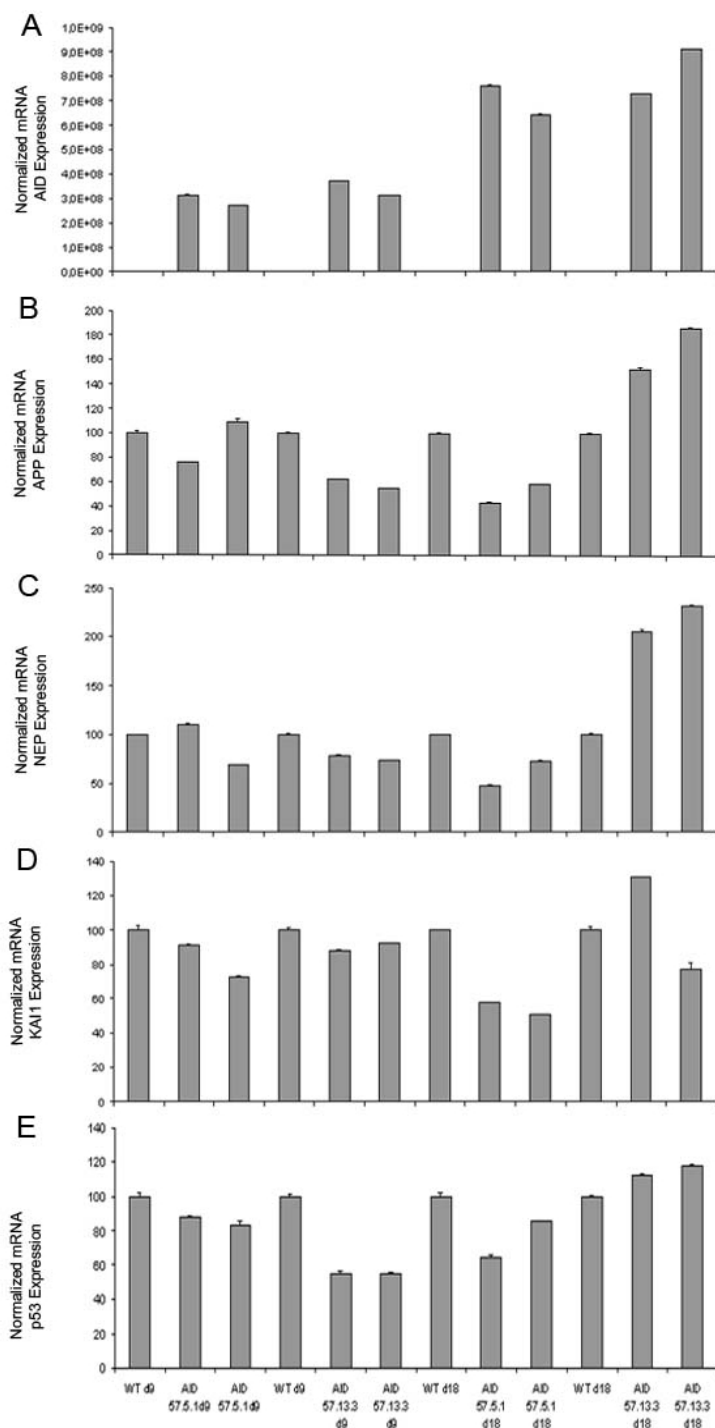 A
Normalized mRNA
AID Expression
1,0E+09
9,0E+08
8,0E+08
7,0E+08
6,0E+08
5,0E+08
4,0E+08
3,0E+08
2,0E+08
1,0E+08
0,0E+00
B
Normalized mRNA
APP Expression
200
180
160
140
120
100
80
60
40
20
0
C
Normalized mRNA
NEP Expression
250
200
150
100
50
0
D
Normalized mRNA
KAI1 Expression
140
120
100
80
60
40
20
0
E
Normalized mRNA
p53 Expression
140
120
100
80
60
40
20
0
WT d9
AID
57.5.1d9
AID
57.5.1d9
WT d9
AID
57.13.3
d9
AID
57.13.3
d9
WT d18
AID
57.5.1
d18
AID
57.5.1
d18
WT d18
AID
57.13.3
d18
AID
57.13.3
d18